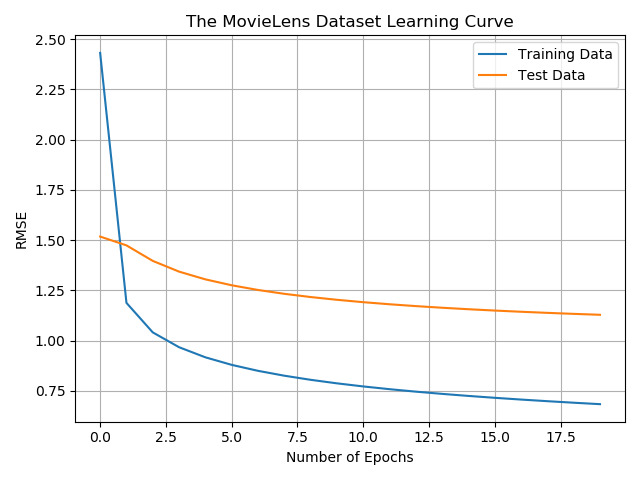 The MovieLens Dataset Learning Curve
2.50
2.25
2.00
1.75
1.50
1.25
1.00
0.75
RMSE
Training Data
Test Data
0.0 2.5 5.0 7.5 10.0 12.5 15.0 17.5
Number of Epochs